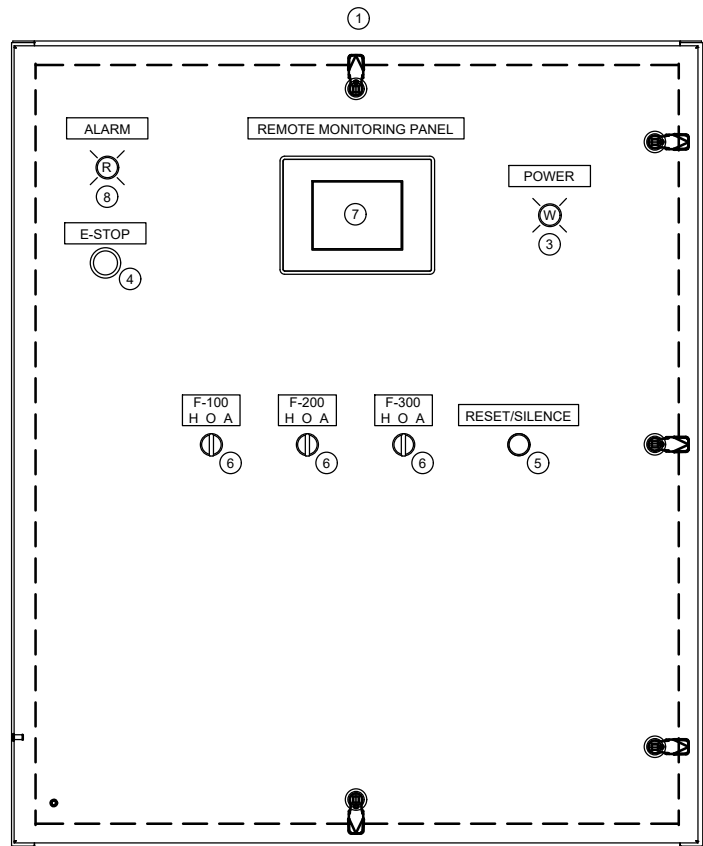 1
ALARM
REMOTE MONITORING PANEL
R
8
7
POWER
W
3
E-STOP
4
F-100
H O A
F-200
H O A
F-300
H O A
RESET/SILENCE
6
6
6
5